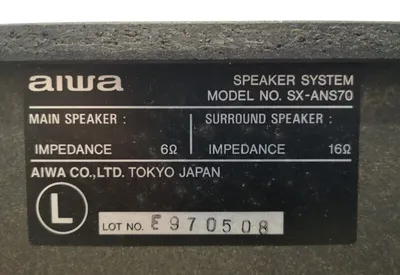 aiwa
SPEAKER SYSTEM
MODEL NO. SX-ANS70
MAIN SPEAKER :
SURROUND SPEAKER :
IMPEDANCE 6Ω
IMPEDANCE 16Ω
AIWA CO.,LTD. TOKYO JAPAN
L
LOT NO. E970508